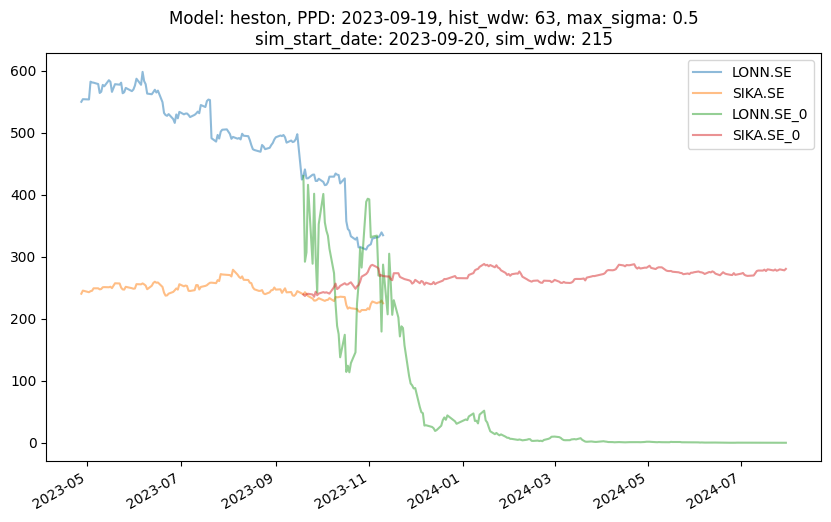 Model: heston, PPD: 2023-09-19, hist_wdw: 63, max_sigma: 0.5
sim_start_date: 2023-09-20, sim_wdw: 215
LONN.SE
SIKA.SE
LONN.SE_0
SIKA.SE_0
600
500
400
300
200
100
0
2023-05
2023-07
2023-09
2023-11
2024-01
2024-03
2024-05
2024-07